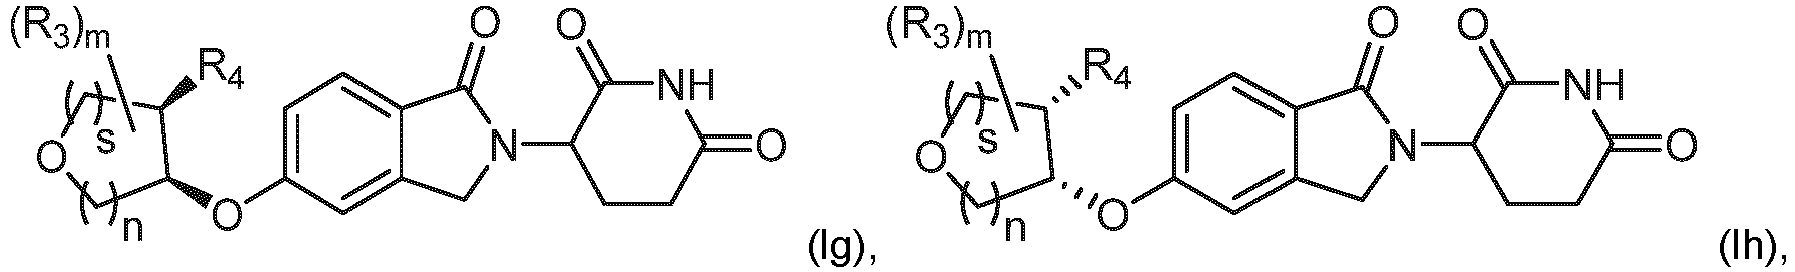 (R3)m R4 O O NH ( )s O ( )n O N O (Ig),
(R3)m R4 O O NH ( )s O ( )n O N O (Ih),